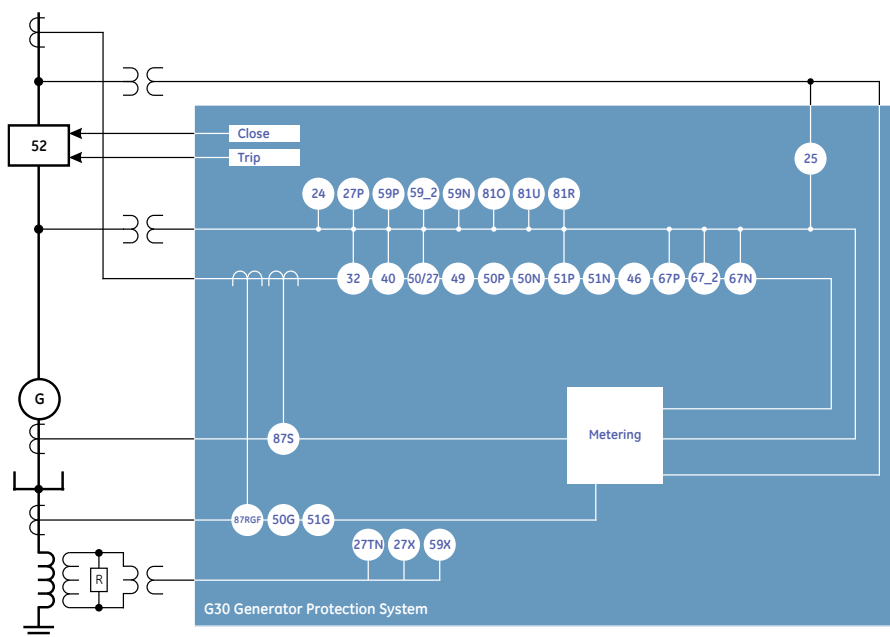 52
Close
Trip
25
24 27P 59P 59_2 59N 81O 81U 81R
32 40 50/27 49 50P 50N 51P 51N 46 67P 67_2 67N
G
87S
Metering
87RGF 50G 51G
27TN 27X 59X
R
G30 Generator Protection System